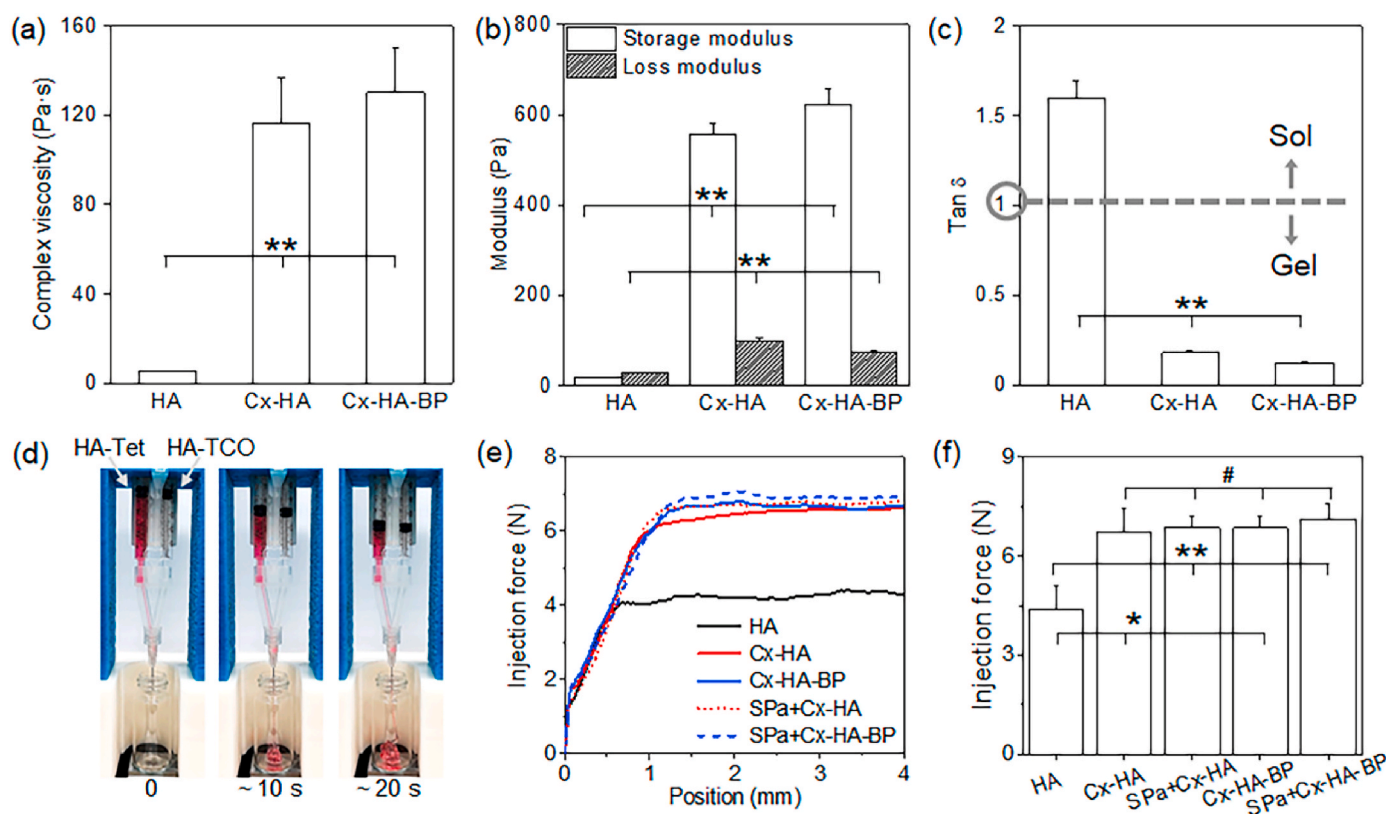 (a)
160
120
80
40
0
Complex viscosity (Pa·s)
**
HA
Cx-HA
Cx-HA-BP
(b)
800
600
400
200
0
Modulus (Pa)
Storage modulus
Loss modulus
**
**
HA
Cx-HA
Cx-HA-BP
(c)
2
1.5
1
0.5
0
Tan δ
Sol
Gel
**
HA
Cx-HA
Cx-HA-BP
(d)
HA-Tet
HA-TCO
0
~10 s
~20 s
(e)
8
6
4
2
0
Injection force (N)
HA
Cx-HA
Cx-HA-BP
SPa+Cx-HA
SPa+Cx-HA-BP
0
1
2
3
4
Position (mm)
(f)
9
6
3
0
Injection force (N)
#
**
*
HA
Cx-HA
SPa+Cx-HA
Cx-HA-BP
SPa+Cx-HA-BP